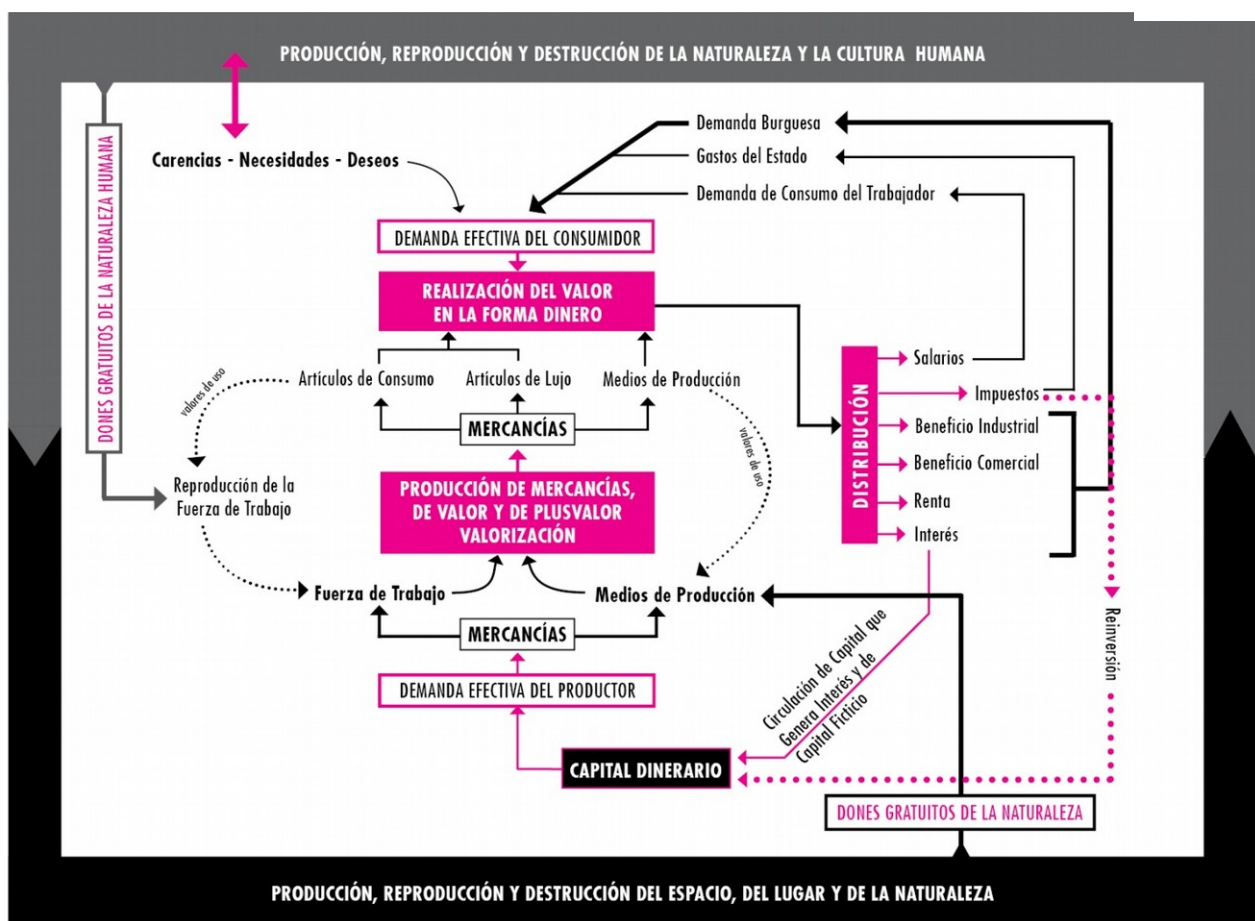 PRODUCCIÓN, REPRODUCCIÓN Y DESTRUCCIÓN DE LA NATURALEZA Y LA CULTURA HUMANA
DONES GRATUITOS DE LA NATURALEZA HUMANA
Carencias - Necesidades - Deseos
Demanda Burguesa
Gastos del Estado
Demanda de Consumo del Trabajador
DEMANDA EFECTIVA DEL CONSUMIDOR
REALIZACIÓN DEL VALOR
EN LA FORMA DINERO
valores de uso
Artículos de Consumo
Artículos de Lujo
Medios de Producción
MERCANCÍAS
valores de uso
Reproducción de la
Fuerza de Trabajo
PRODUCCIÓN DE MERCANCÍAS,
DE VALOR Y DE PLUSVALOR
VALORIZACIÓN
DISTRIBUCIÓN
Salarios
Impuestos
Beneficio Industrial
Beneficio Comercial
Renta
Interés
Fuerza de Trabajo
Medios de Producción
MERCANCÍAS
DEMANDA EFECTIVA DEL PRODUCTOR
Circulación de Capital que
Genera Interés y de
Capital Ficticio
Reinversión
CAPITAL DINERARIO
DONES GRATUITOS DE LA NATURALEZA
PRODUCCIÓN, REPRODUCCIÓN Y DESTRUCCIÓN DEL ESPACIO, DEL LUGAR Y DE LA NATURALEZA